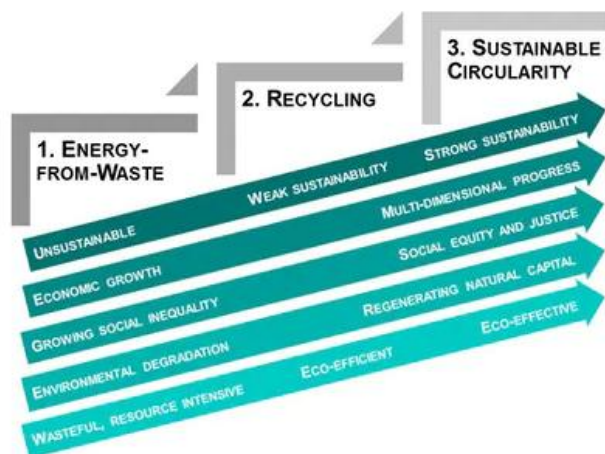 1. ENERGY-
FROM-WASTE
2. RECYCLING
3. SUSTAINABLE
CIRCULARITY
UNSUSTAINABLE WEAK SUSTAINABILITY STRONG SUSTAINABILITY
ECONOMIC GROWTH MULTI-DIMENSIONAL PROGRESS
GROWING SOCIAL INEQUALITY SOCIAL EQUITY AND JUSTICE
ENVIRONMENTAL DEGRADATION REGENERATING NATURAL CAPITAL
WASTEFUL, RESOURCE INTENSIVE ECO-EFFICIENT ECO-EFFECTIVE